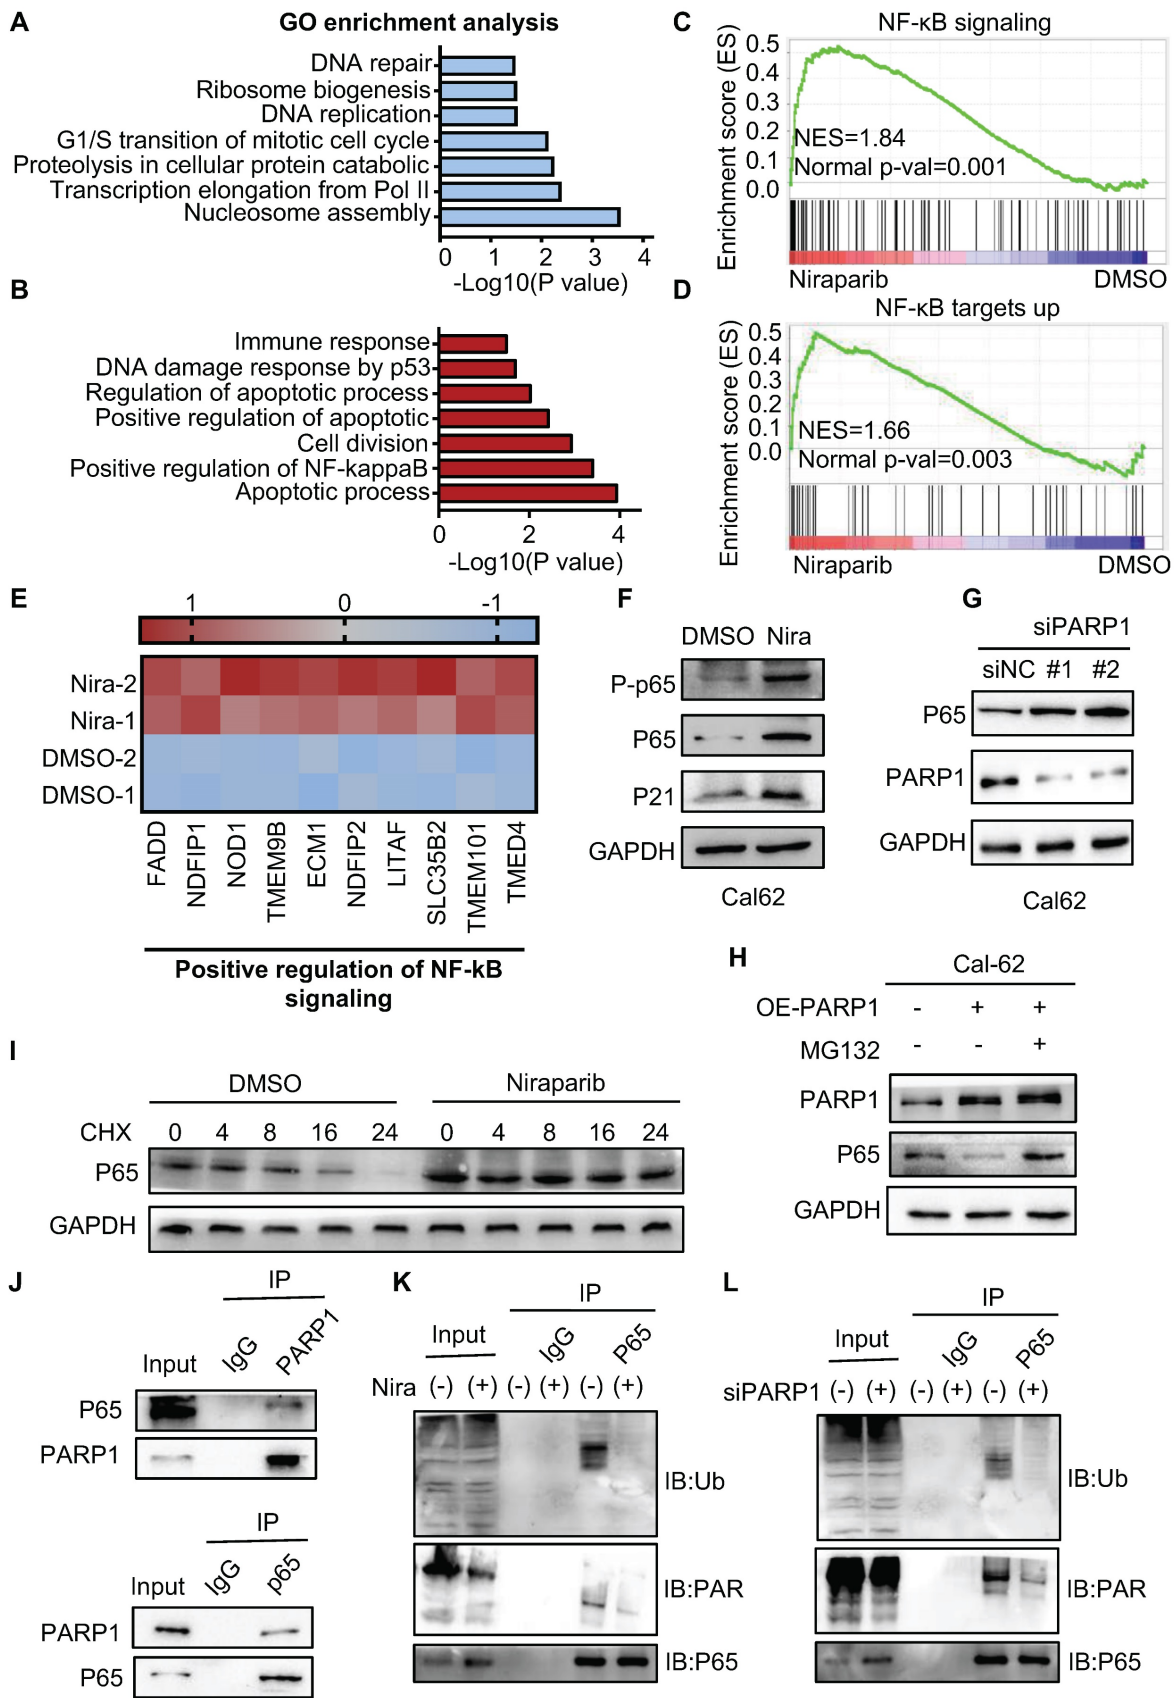 A
GO enrichment analysis
DNA repair
Ribosome biogenesis
DNA replication
G1/S transition of mitotic cell cycle
Proteolysis in cellular protein catabolic
Transcription elongation from Pol II
Nucleosome assembly
0 1 2 3 4
-Log10(P value)
B
Immune response
DNA damage response by p53
Regulation of apoptotic process
Positive regulation of apoptotic
Cell division
Positive regulation of NF-kappaB
Apoptotic process
0 2 4
-Log10(P value)
C
NF-κB signaling
Enrichment score (ES)
0.5
0.4
0.3
0.2
0.1
0.0
NES=1.84
Normal p-val=0.001
Niraparib DMSO
D
NF-κB targets up
Enrichment score (ES)
0.5
0.4
0.3
0.2
0.1
0.0
NES=1.66
Normal p-val=0.003
Niraparib DMSO
E
1 0 -1
Nira-2
Nira-1
DMSO-2
DMSO-1
FADD
NDFIP1
NOD1
TMEM9B
ECM1
NDFIP2
LITAF
SLC35B2
TMEM101
TMED4
Positive regulation of NF-kB
signaling
F
DMSO Nira
P-p65
P65
P21
GAPDH
Cal62
G
siPARP1
siNC #1 #2
P65
PARP1
GAPDH
Cal62
H
Cal-62
OE-PARP1 - + +
MG132 - - +
PARP1
P65
GAPDH
I
DMSO Niraparib
CHX 0 4 8 16 24 0 4 8 16 24
P65
GAPDH
J
IP
Input IgG PARP1
P65
PARP1
IP
Input IgG p65
PARP1
P65
K
IP
Input IgG P65
Nira (-) (+) (-) (+) (-) (+)
IB:Ub
IB:PAR
IB:P65
L
IP
Input IgG P65
siPARP1 (-) (+) (-) (+) (-) (+)
IB:Ub
IB:PAR
IB:P65